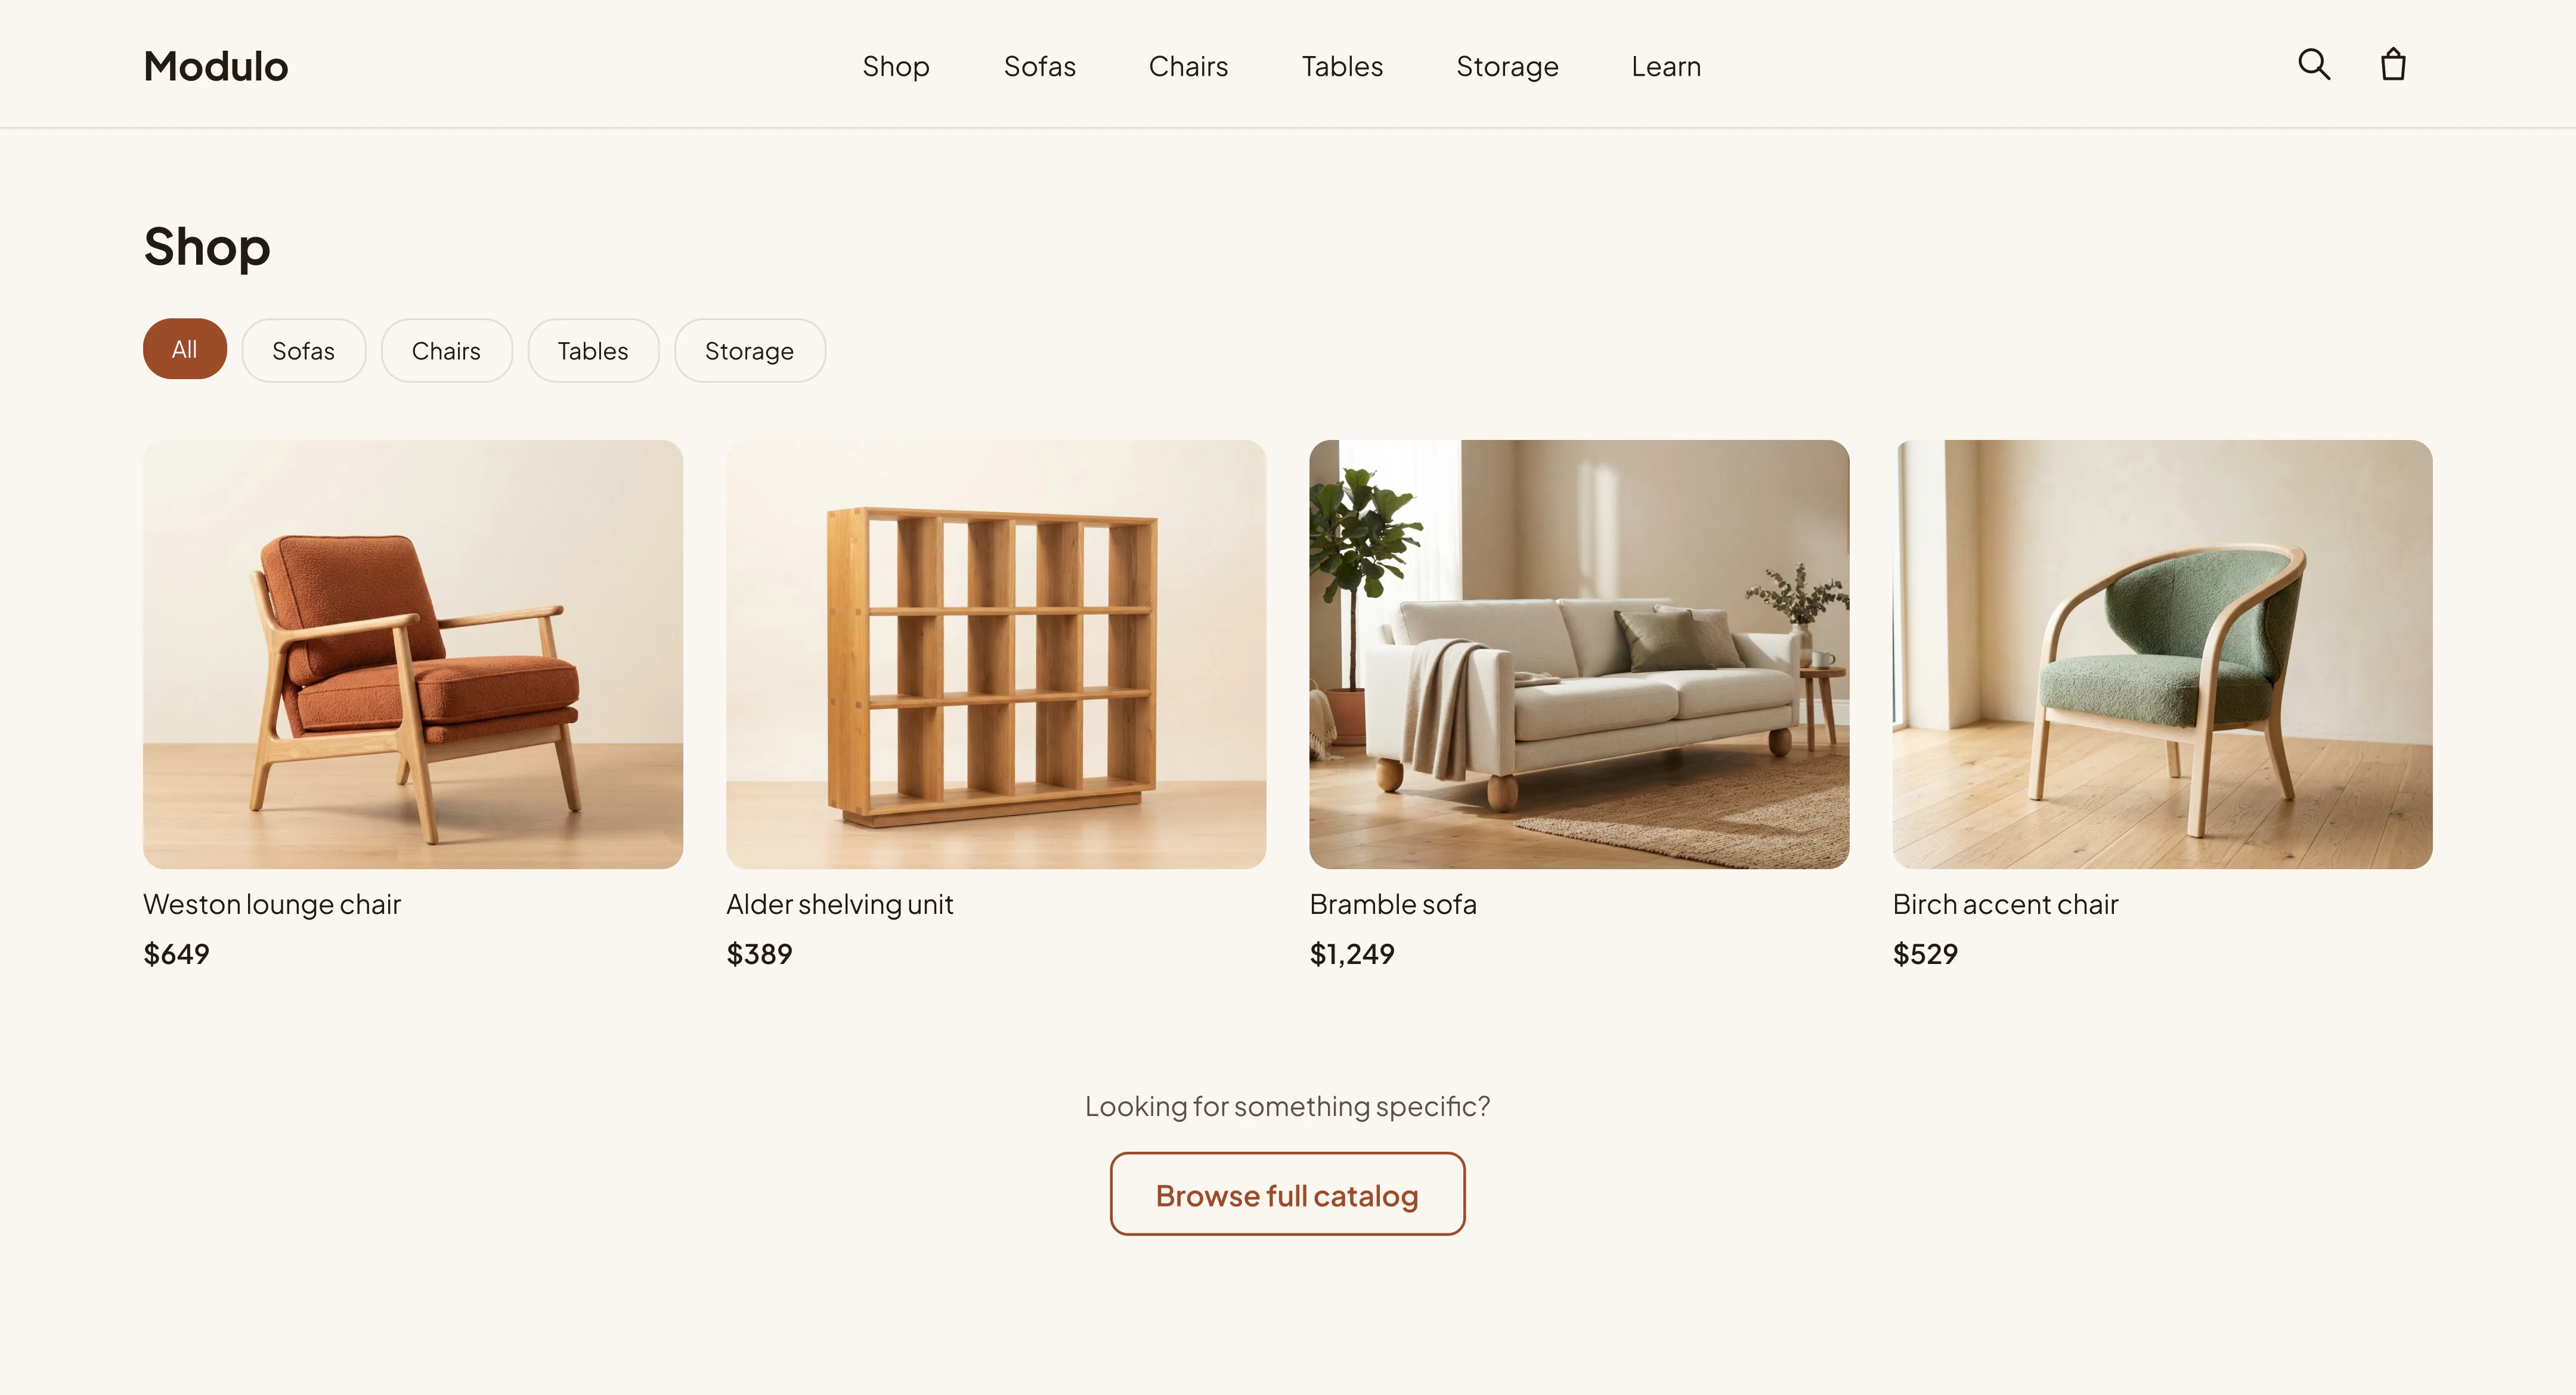 Modulo
Shop Sofas Chairs Tables Storage Learn
Shop
All Sofas Chairs Tables Storage
Weston lounge chair
$649
Alder shelving unit
$389
Bramble sofa
$1,249
Birch accent chair
$529
Looking for something specific?
Browse full catalog